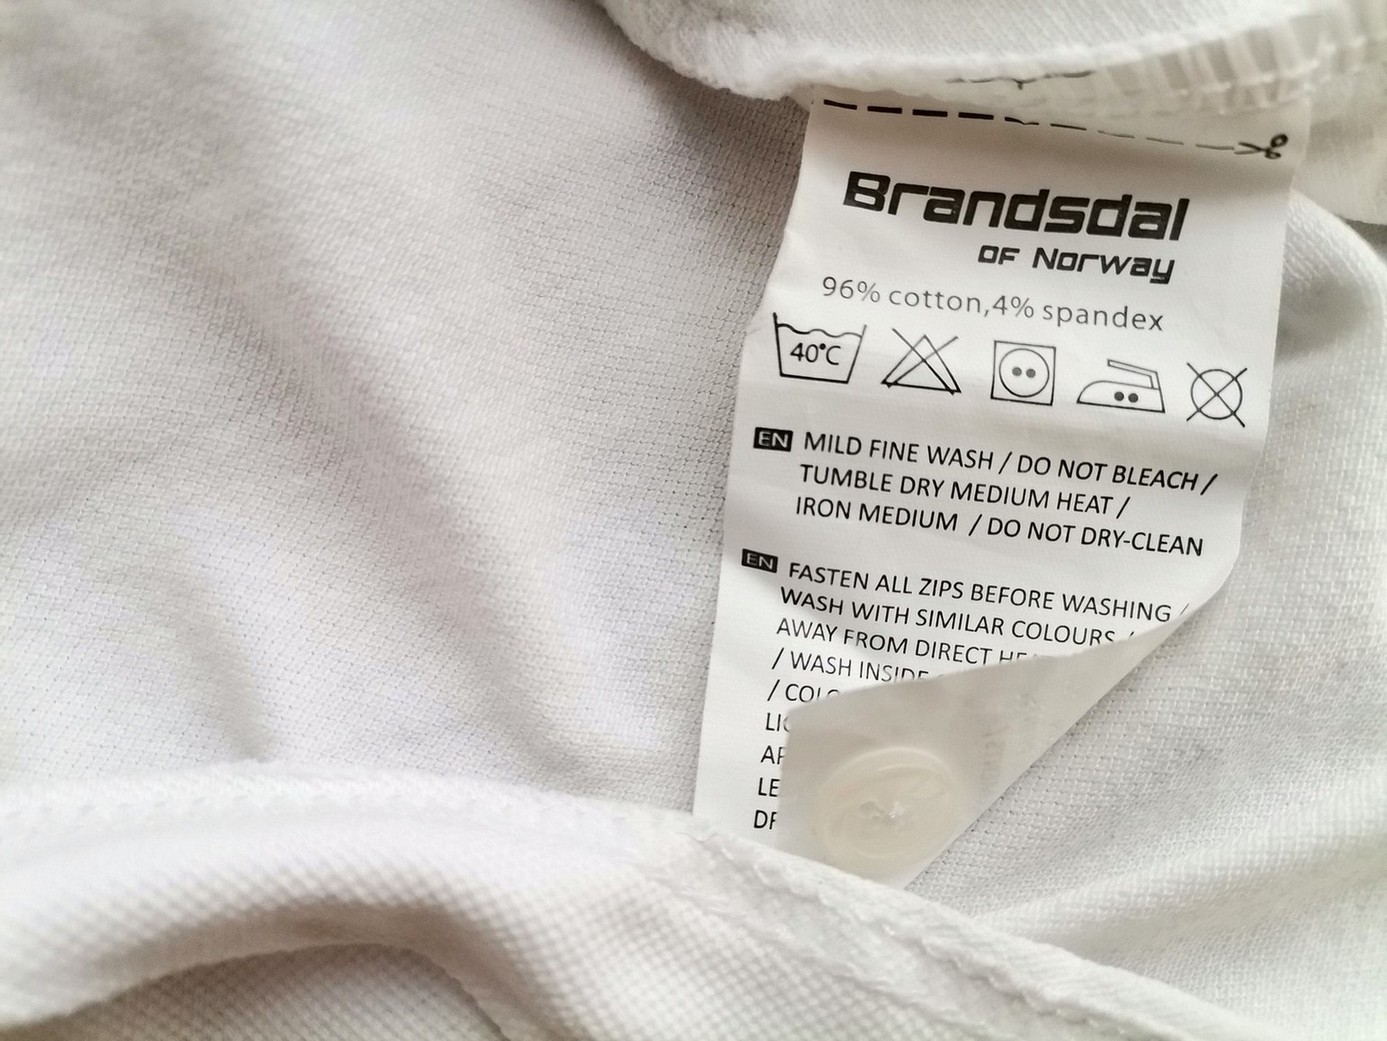 Brandsdal
OF Norway
96% cotton,4% spandex
40°C
EN MILD FINE WASH / DO NOT BLEACH /
TUMBLE DRY MEDIUM HEAT /
IRON MEDIUM / DO NOT DRY-CLEAN
EN FASTEN ALL ZIPS BEFORE WASHING /
WASH WITH SIMILAR COLOURS /
AWAY FROM DIRECT
/ WASH INSIDE
/